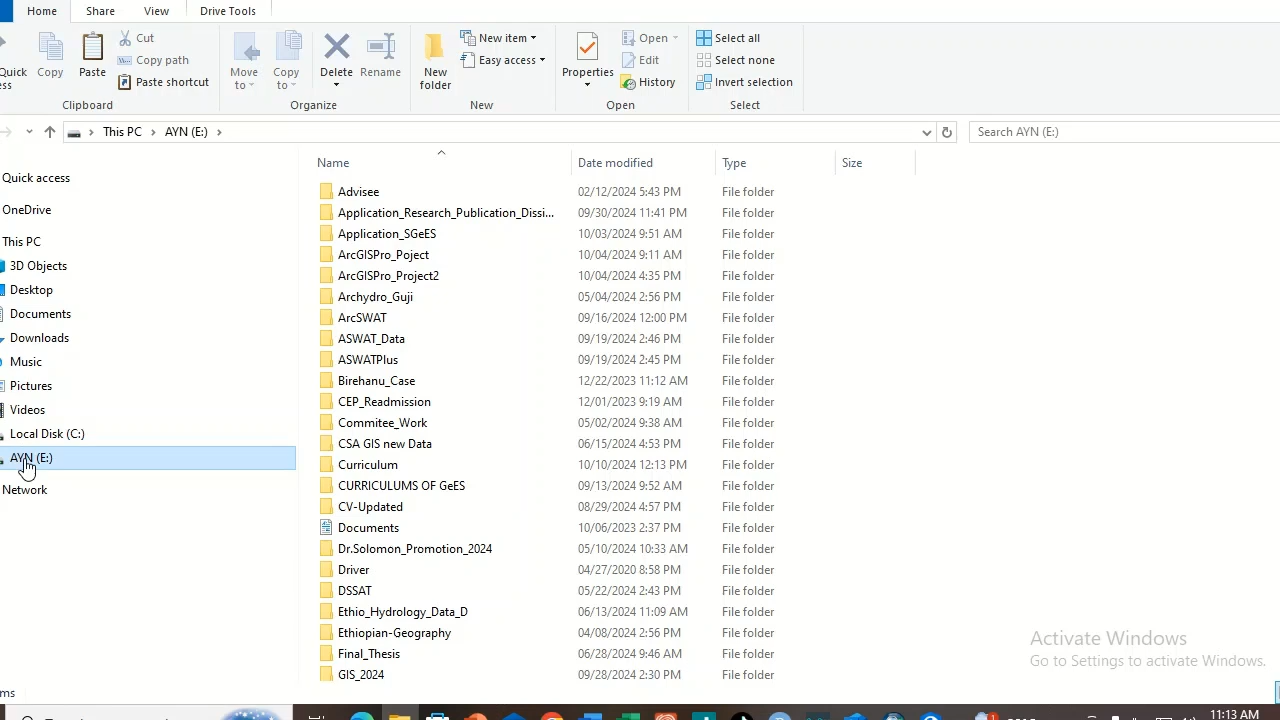 Home Share View Drive Tools
Cut
New item
Open
Select all
Copy path
Easy access
Edit
Select none
Quick
Copy
Paste
Move
Copy
Delete
Rename
New
Properties
ess
Paste shortcut
to
to
folder
History
Invert selection
Clipboard
Organize
New
Open
Select
This PC AYN (E:)
Search AYN (E:)
Name Date modified Type Size
Quick access
OneDrive
This PC
3D Objects
Desktop
Documents
Downloads
Music
Pictures
Videos
Local Disk (C:)
AYN (E:)
Network
Advisee 02/12/2024 5:43 PM File folder
Application_Research_Publication_Dissi... 09/30/2024 11:41 PM File folder
Application_SGeES 10/03/2024 9:51 AM File folder
ArcGISPro_Poject 10/04/2024 9:11 AM File folder
ArcGISPro_Project2 10/04/2024 4:35 PM File folder
Archydro_Guji 05/04/2024 2:56 PM File folder
ArcSWAT 09/16/2024 12:00 PM File folder
ASWAT_Data 09/19/2024 2:46 PM File folder
ASWATPlus 09/19/2024 2:45 PM File folder
Birehanu_Case 12/22/2023 11:12 AM File folder
CEP_Readmission 12/01/2023 9:19 AM File folder
Commitee_Work 05/02/2024 9:38 AM File folder
CSA GIS new Data 06/15/2024 4:53 PM File folder
Curriculum 10/10/2024 12:13 PM File folder
CURRICULUMS OF GeES 09/13/2024 9:52 AM File folder
CV-Updated 08/29/2024 4:57 PM File folder
Documents 10/06/2023 2:37 PM File folder
Dr.Solomon_Promotion_2024 05/10/2024 10:33 AM File folder
Driver 04/27/2020 8:58 PM File folder
DSSAT 05/22/2024 2:43 PM File folder
Ethio_Hydrology_Data_D 06/13/2024 11:09 AM File folder
Ethiopian-Geography 04/08/2024 2:56 PM File folder
Final_Thesis 06/28/2024 9:46 AM File folder
GIS_2024 09/28/2024 2:30 PM File folder
Activate Windows
Go to Settings to activate Windows.
ms
11:13 AM